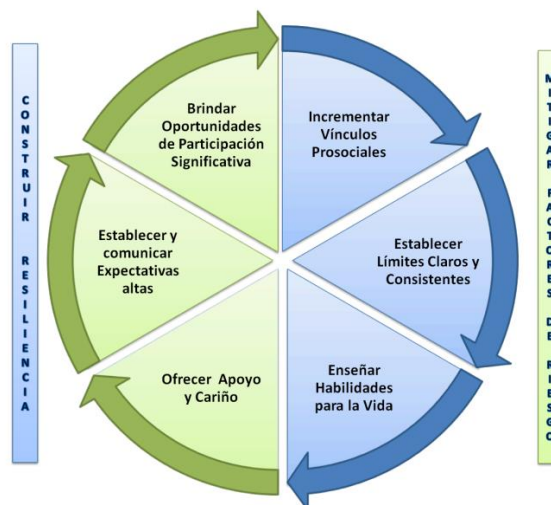 CONSTRUIR RESILIENCIA
Brindar
Oportunidades
de Participación
Significativa
Incrementar
Vínculos
Prosociales
Establecer y
comunicar
Expectativas
altas
Establecer
Límites Claros y
Consistentes
Ofrecer Apoyo
y Cariño
Enseñar
Habilidades
para la Vida
MITIGAR FACTORES DE RIESGO